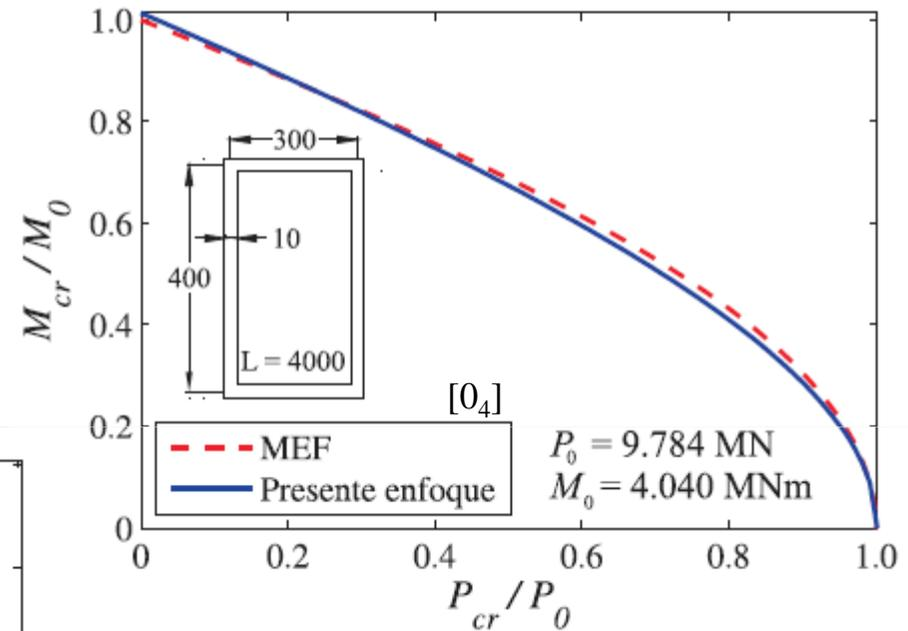 1.0
0.8
0.6
0.4
0.2
0
M_cr / M_0
300
10
400
L = 4000
[0_4]
MEF
Presente enfoque
P_0 = 9.784 MN
M_0 = 4.040 MNm
0 0.2 0.4 0.6 0.8 1.0
P_cr / P_0